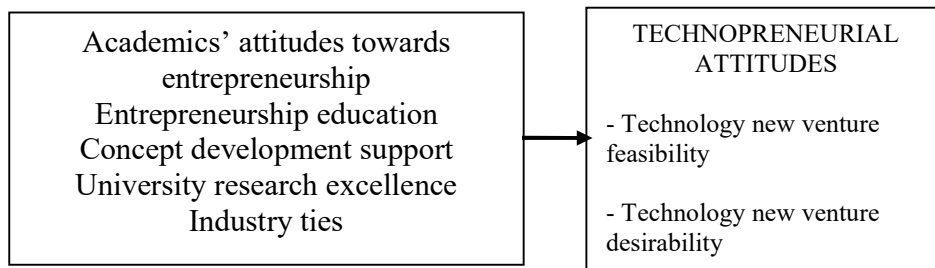 Academics’ attitudes towards
entrepreneurship
Entrepreneurship education
Concept development support
University research excellence
Industry ties
TECHNOPRENEURIAL
ATTITUDES
- Technology new venture
feasibility
- Technology new venture
desirability